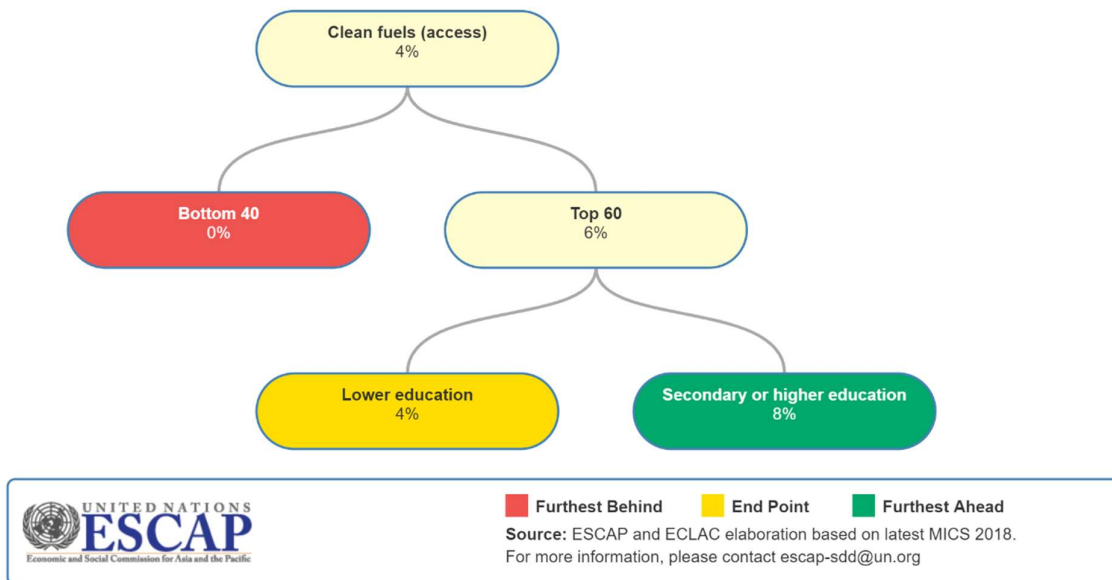 Clean fuels (access)
4%
Bottom 40
0%
Top 60
6%
Lower education
4%
Secondary or higher education
8%
UNITED NATIONS
ESCAP
Economic and Social Commission for Asia and the Pacific
Furthest Behind
End Point
Furthest Ahead
Source: ESCAP and ECLAC elaboration based on latest MICS 2018.
For more information, please contact escap-sdd@un.org